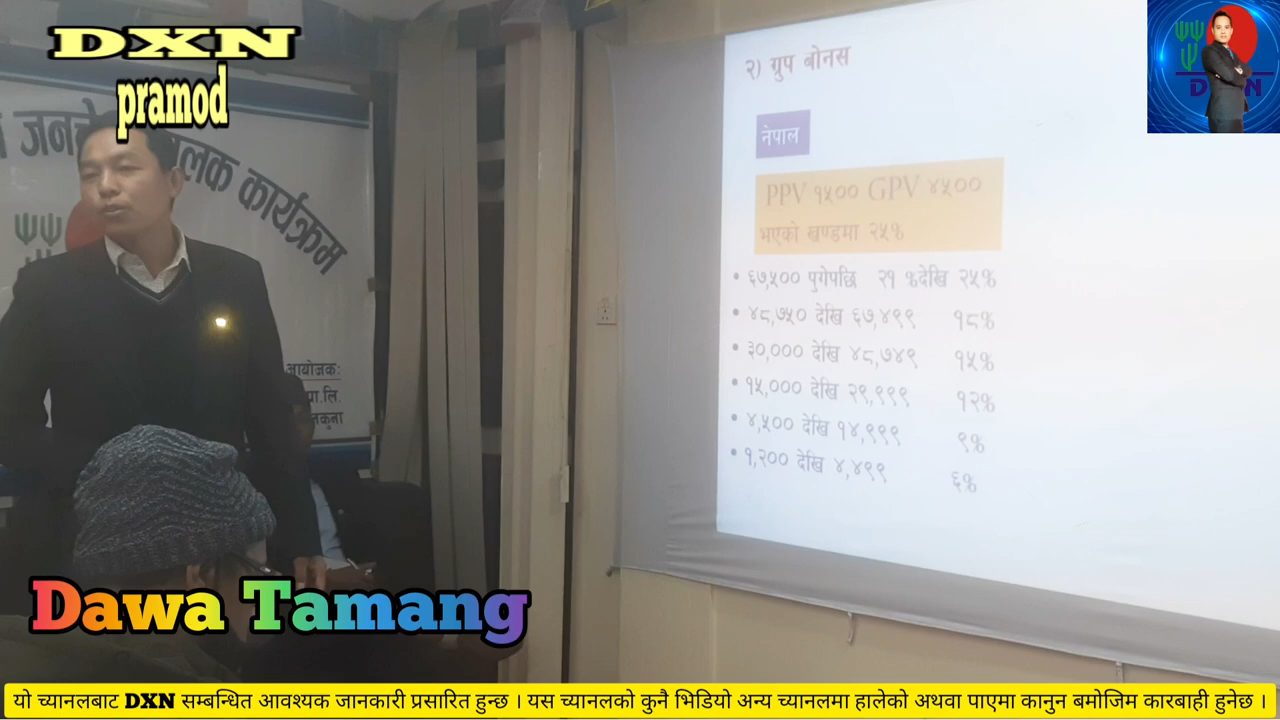 DXN
pramod
जनचे
लक कार्यक्रम
आयोजक:
प्रा.लि.
२) ग्रुप बोनस
नेपाल
PPV १५०० GPV ४५००
भएको खण्डमा २५%
• ६७,५०० पुगेपछि २१ %देखि २५%
• ४८,७५० देखि ६७,४९९ १८%
• ३०,००० देखि ४८,७४९ १५%
• १५,००० देखि २९,९९९ १२%
• ४,५०० देखि १४,९९९ ९%
• १,२०० देखि ४,४९९ ६%
Dawa Tamang
यो च्यानलबाट DXN सम्बन्धित आवश्यक जानकारी प्रसारित हुन्छ । यस च्यानलको कुनै भिडियो अन्य च्यानलमा हालेको अथवा पाएमा कानुन बमोजिम कारबाही हुनेछ ।